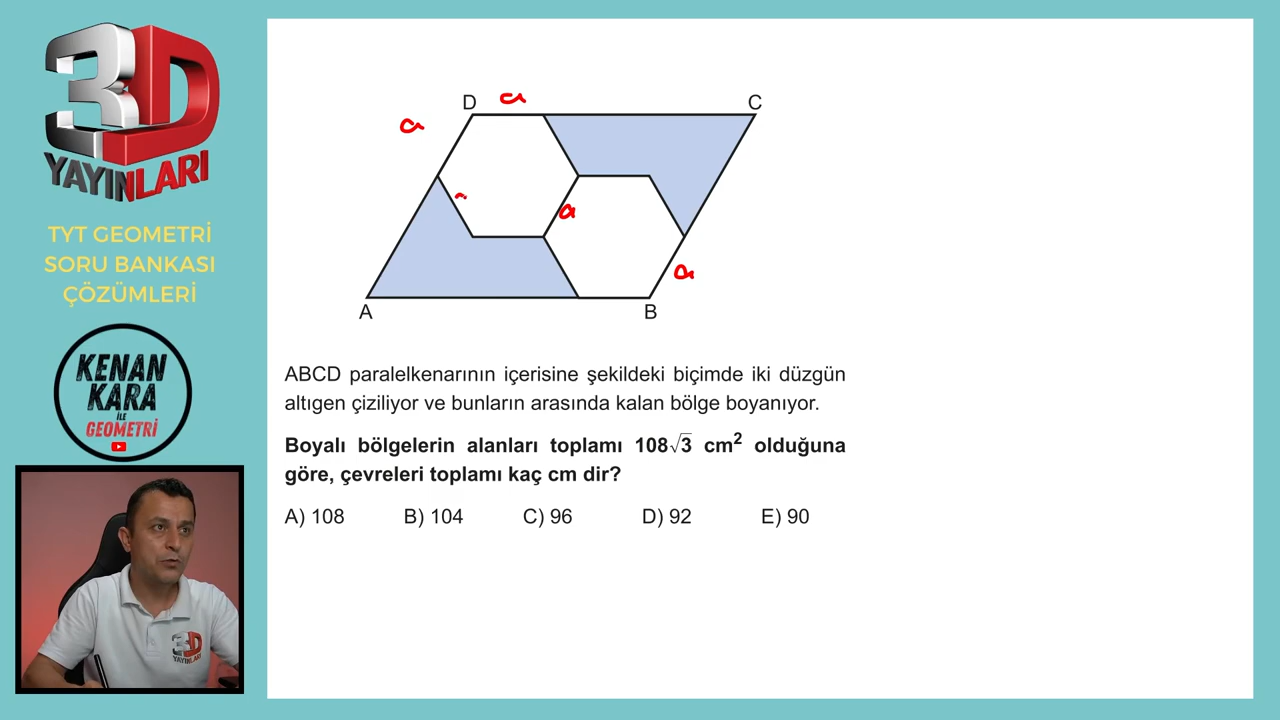 3D
YAYINLARI
TYT GEOMETRİ
SORU BANKASI
ÇÖZÜMLERİ
KENAN
KARA
İLE
GEOMETRİ
3D
YAYINLARI
D a C
a
a
a
A B
ABCD paralelkenarının içerisine şekildeki biçimde iki düzgün
altıgen çiziliyor ve bunların arasında kalan bölge boyanıyor.
Boyalı bölgelerin alanları toplamı 108√3 cm² olduğuna
göre, çevreleri toplamı kaç cm dir?
A) 108 B) 104 C) 96 D) 92 E) 90